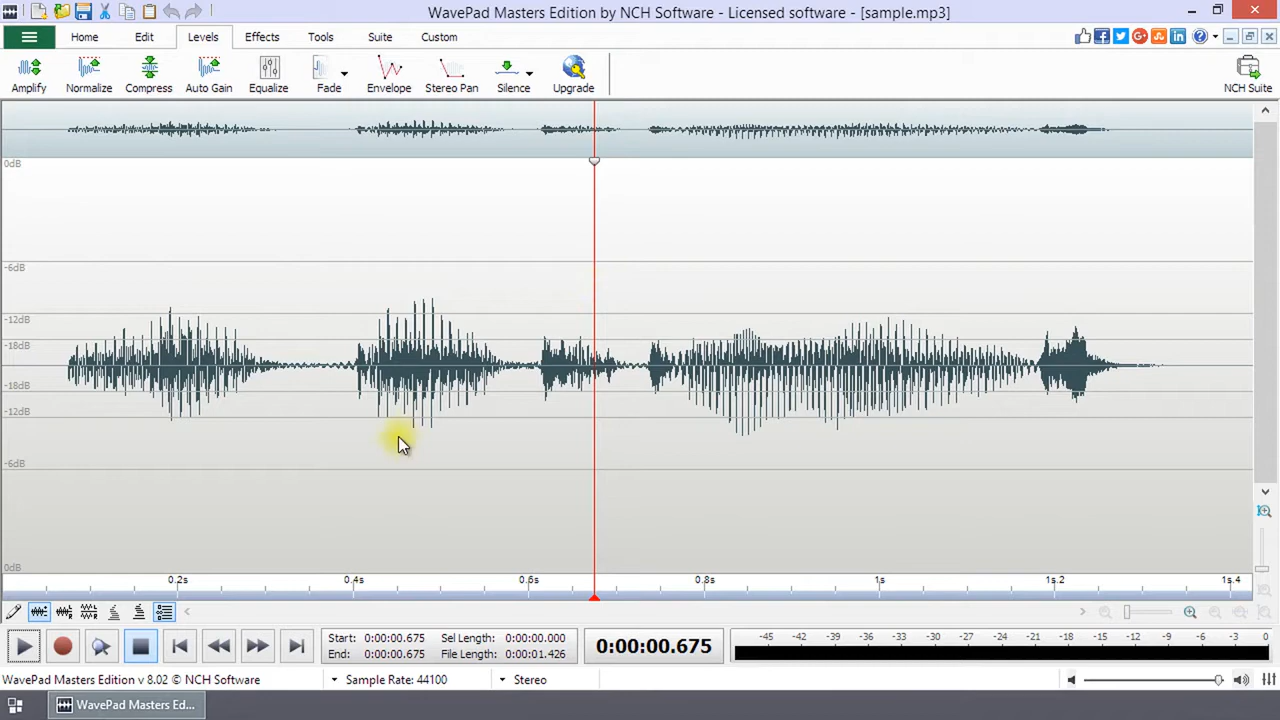 WavePad Masters Edition by NCH Software - Licensed software - [sample.mp3]
Home Edit Levels Effects Tools Suite Custom
Amplify Normalize Compress Auto Gain Equalize Fade Envelope Stereo Pan Silence Upgrade NCH Suite
0dB
-6dB
-12dB
-18dB
-18dB
-12dB
-6dB
0dB
0.2s 0.4s 0.6s 0.8s 1s 1s.2 1s.4
Start: 0:00:00.675 Sel Length: 0:00:00.000
End: 0:00:00.675 File Length: 0:00:01.426
0:00:00.675
-45 -42 -39 -36 -33 -30 -27 -24 -21 -18 -15 -12 -9 -6 -3 0
WavePad Masters Edition v 8.02 © NCH Software Sample Rate: 44100 Stereo
WavePad Masters Ed...